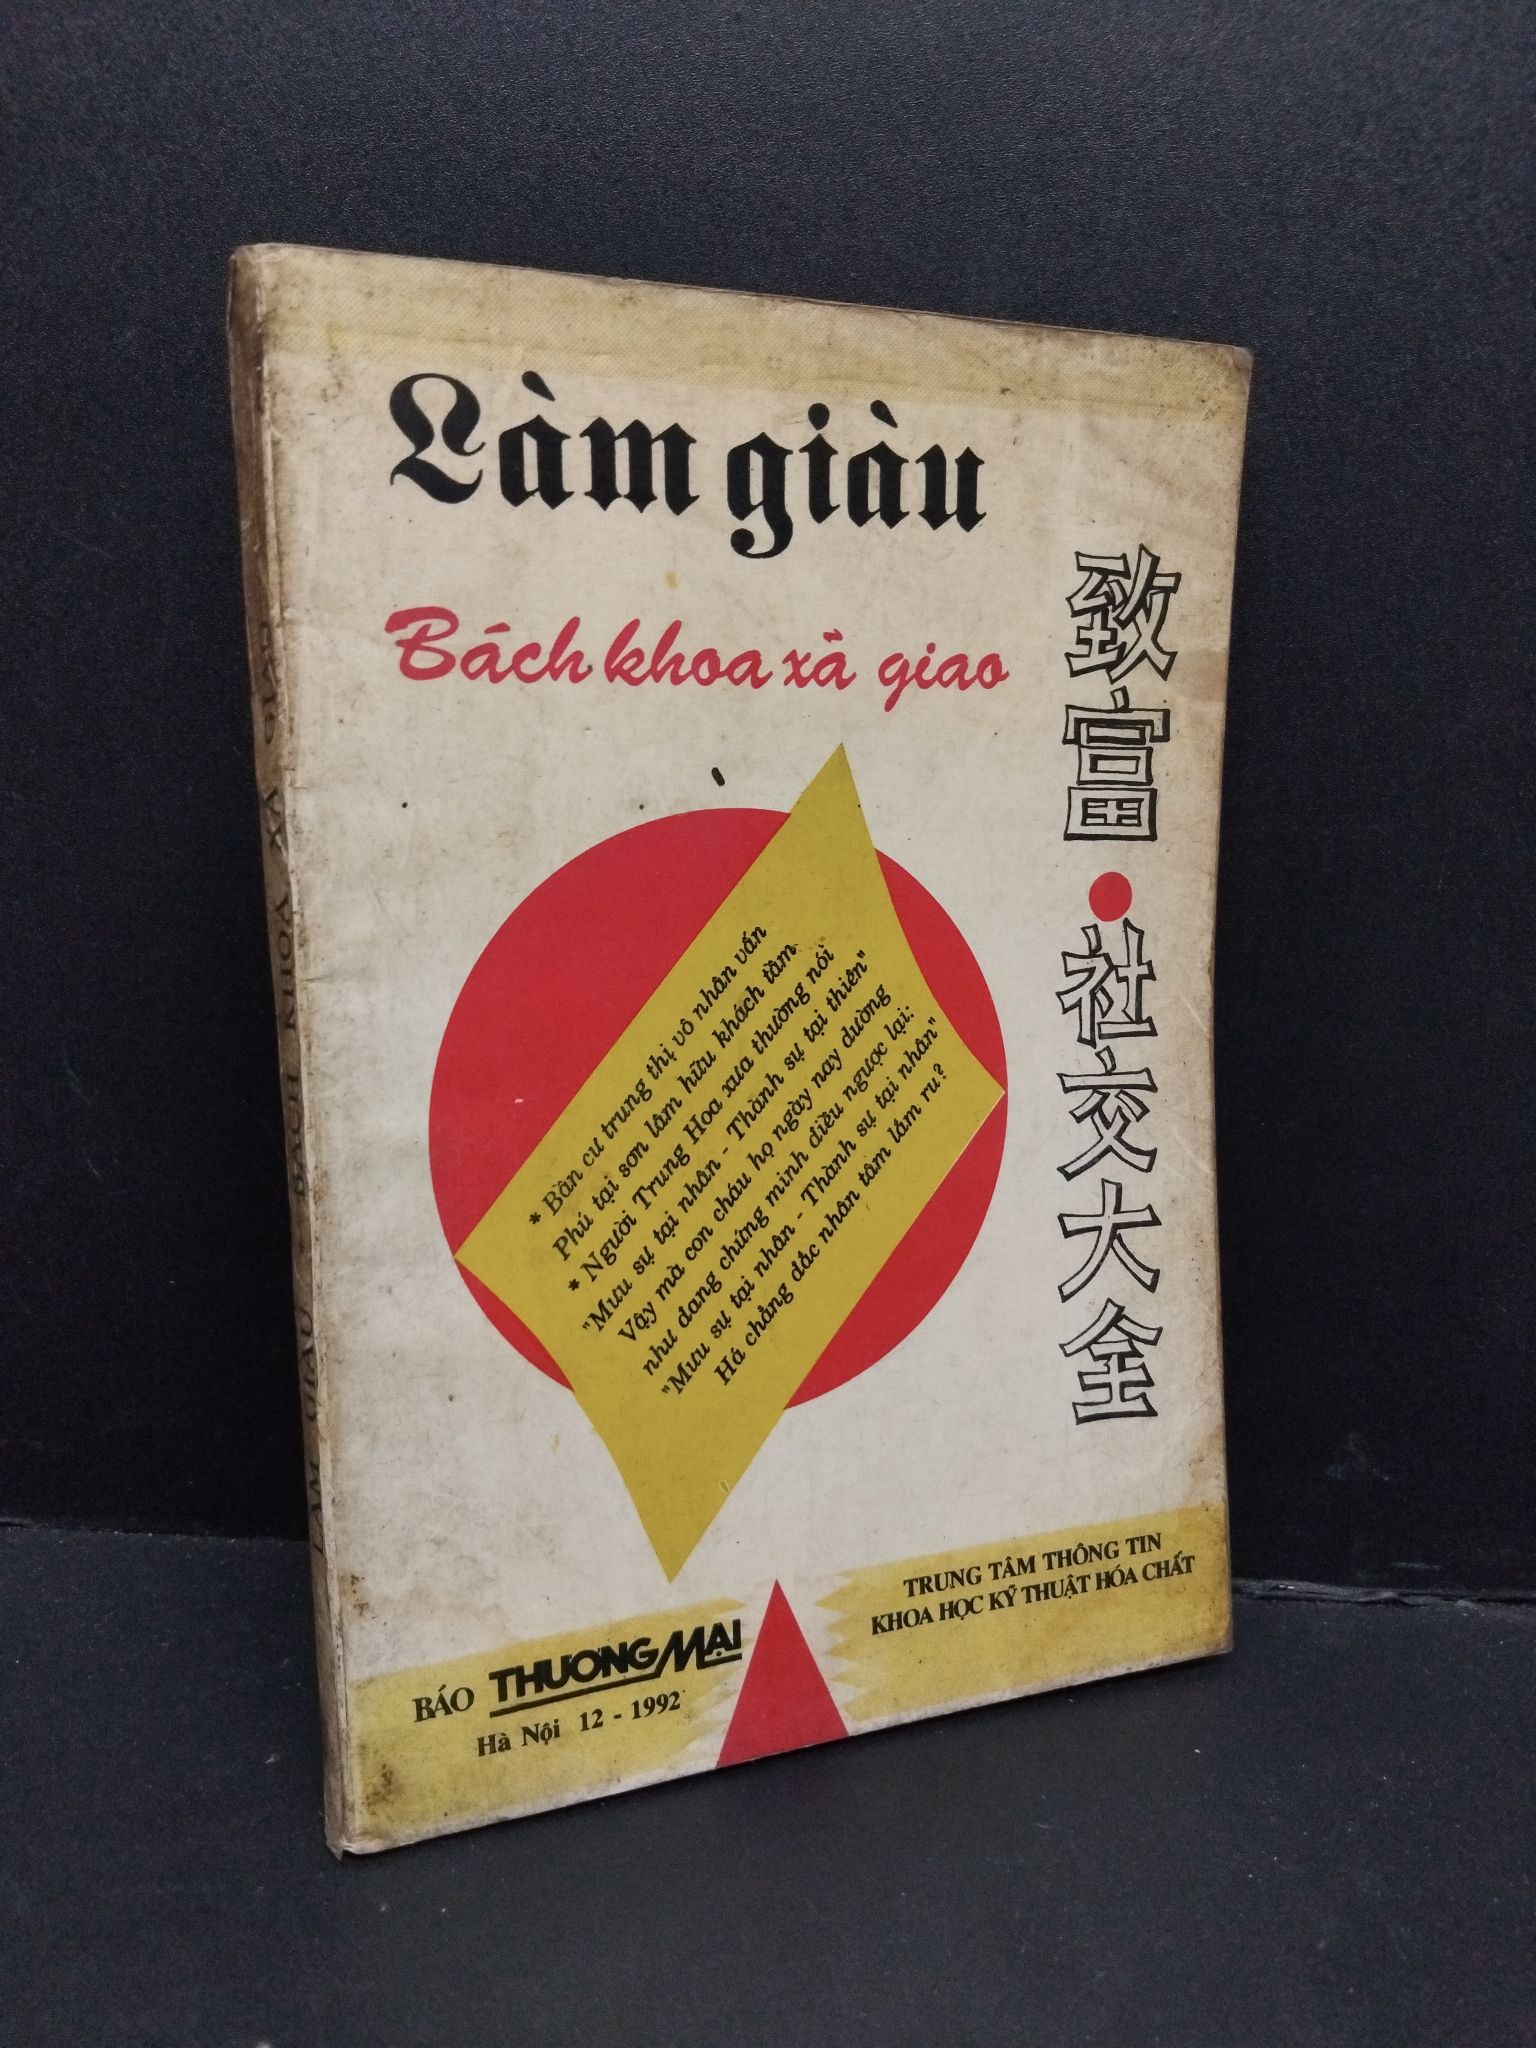 Làm giàu
Bách khoa xã giao
致富•社交大全
* Bần cư trung thị vô nhân vấn
Phú tại sơn lâm hữu khách tầm
* Người Trung Hoa xưa thường nói
"Mưu sự tại nhân - Thành sự tại thiên"
Vậy mà con cháu họ ngày nay dường
như đang chứng minh điều ngược lại:
"Mưu sự tại nhân - Thành sự tại nhân"
Há chẳng đắc nhân tâm lắm ru?
BÁO THƯƠNG MẠI
Hà Nội 12 - 1992
TRUNG TÂM THÔNG TIN
KHOA HỌC KỸ THUẬT HÓA CHẤT
LÀM GIÀU - BÁCH KHOA XÃ GIAO